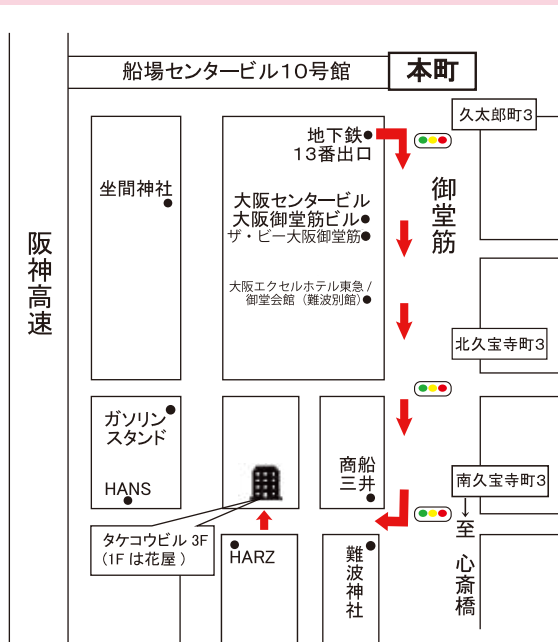 船場センタービル10号館
本町
久太郎町3
地下鉄
13番出口
坐間神社
御堂筋
大阪センタービル
大阪御堂筋ビル
ザ・ビー大阪御堂筋
阪神高速
大阪エクセルホテル東急/
御堂会館（難波別館）
北久宝寺町3
ガソリン
スタンド
商船
三井
南久宝寺町3
HANS
至 心斎橋
タケコウビル 3F
(1F は花屋 )
HARZ
難波神社